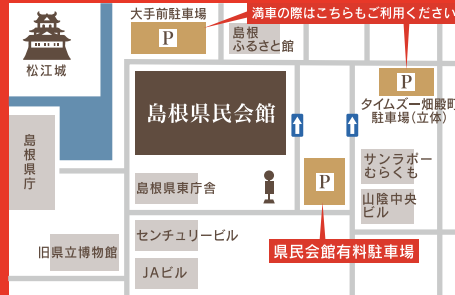 満車の際はこちらもご利用ください
大手前駐車場
P
島根
ふるさと館
松江城
P
タイムズ一畑殿町
駐車場(立体)
島根県民会館
島根県庁
サンラポー
むらくも
P
島根県東庁舎
山陰中央
ビル
センチュリービル
旧県立博物館
県民会館有料駐車場
JAビル